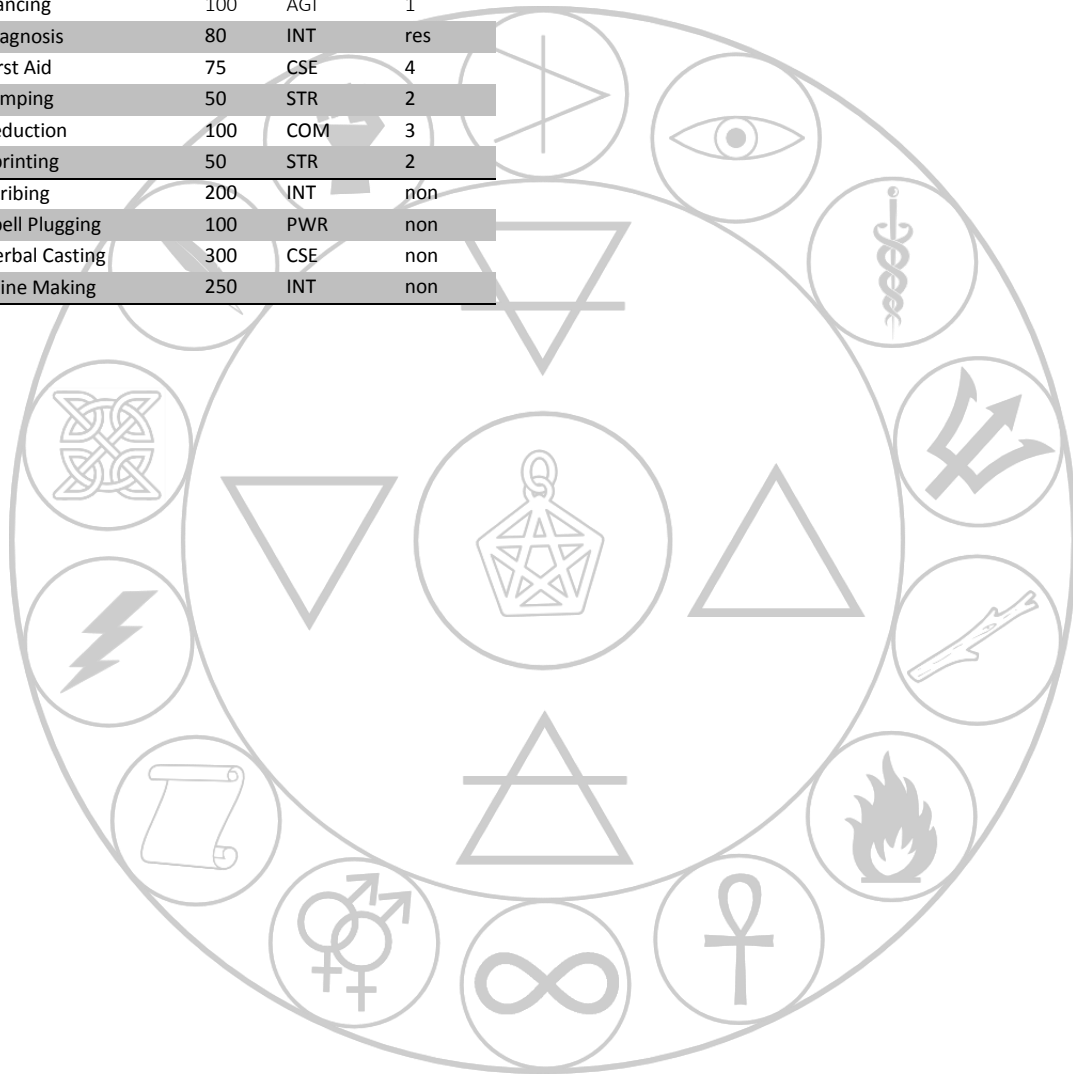 ancing 100 AGI 1
agnosis 80 INT res
rst Aid 75 CSE 4
mping 50 STR 2
eduction 100 COM 3
printing 50 STR 2
ribing 200 INT non
pell Plugging 100 PWR non
erbal Casting 300 CSE non
ine Making 250 INT non